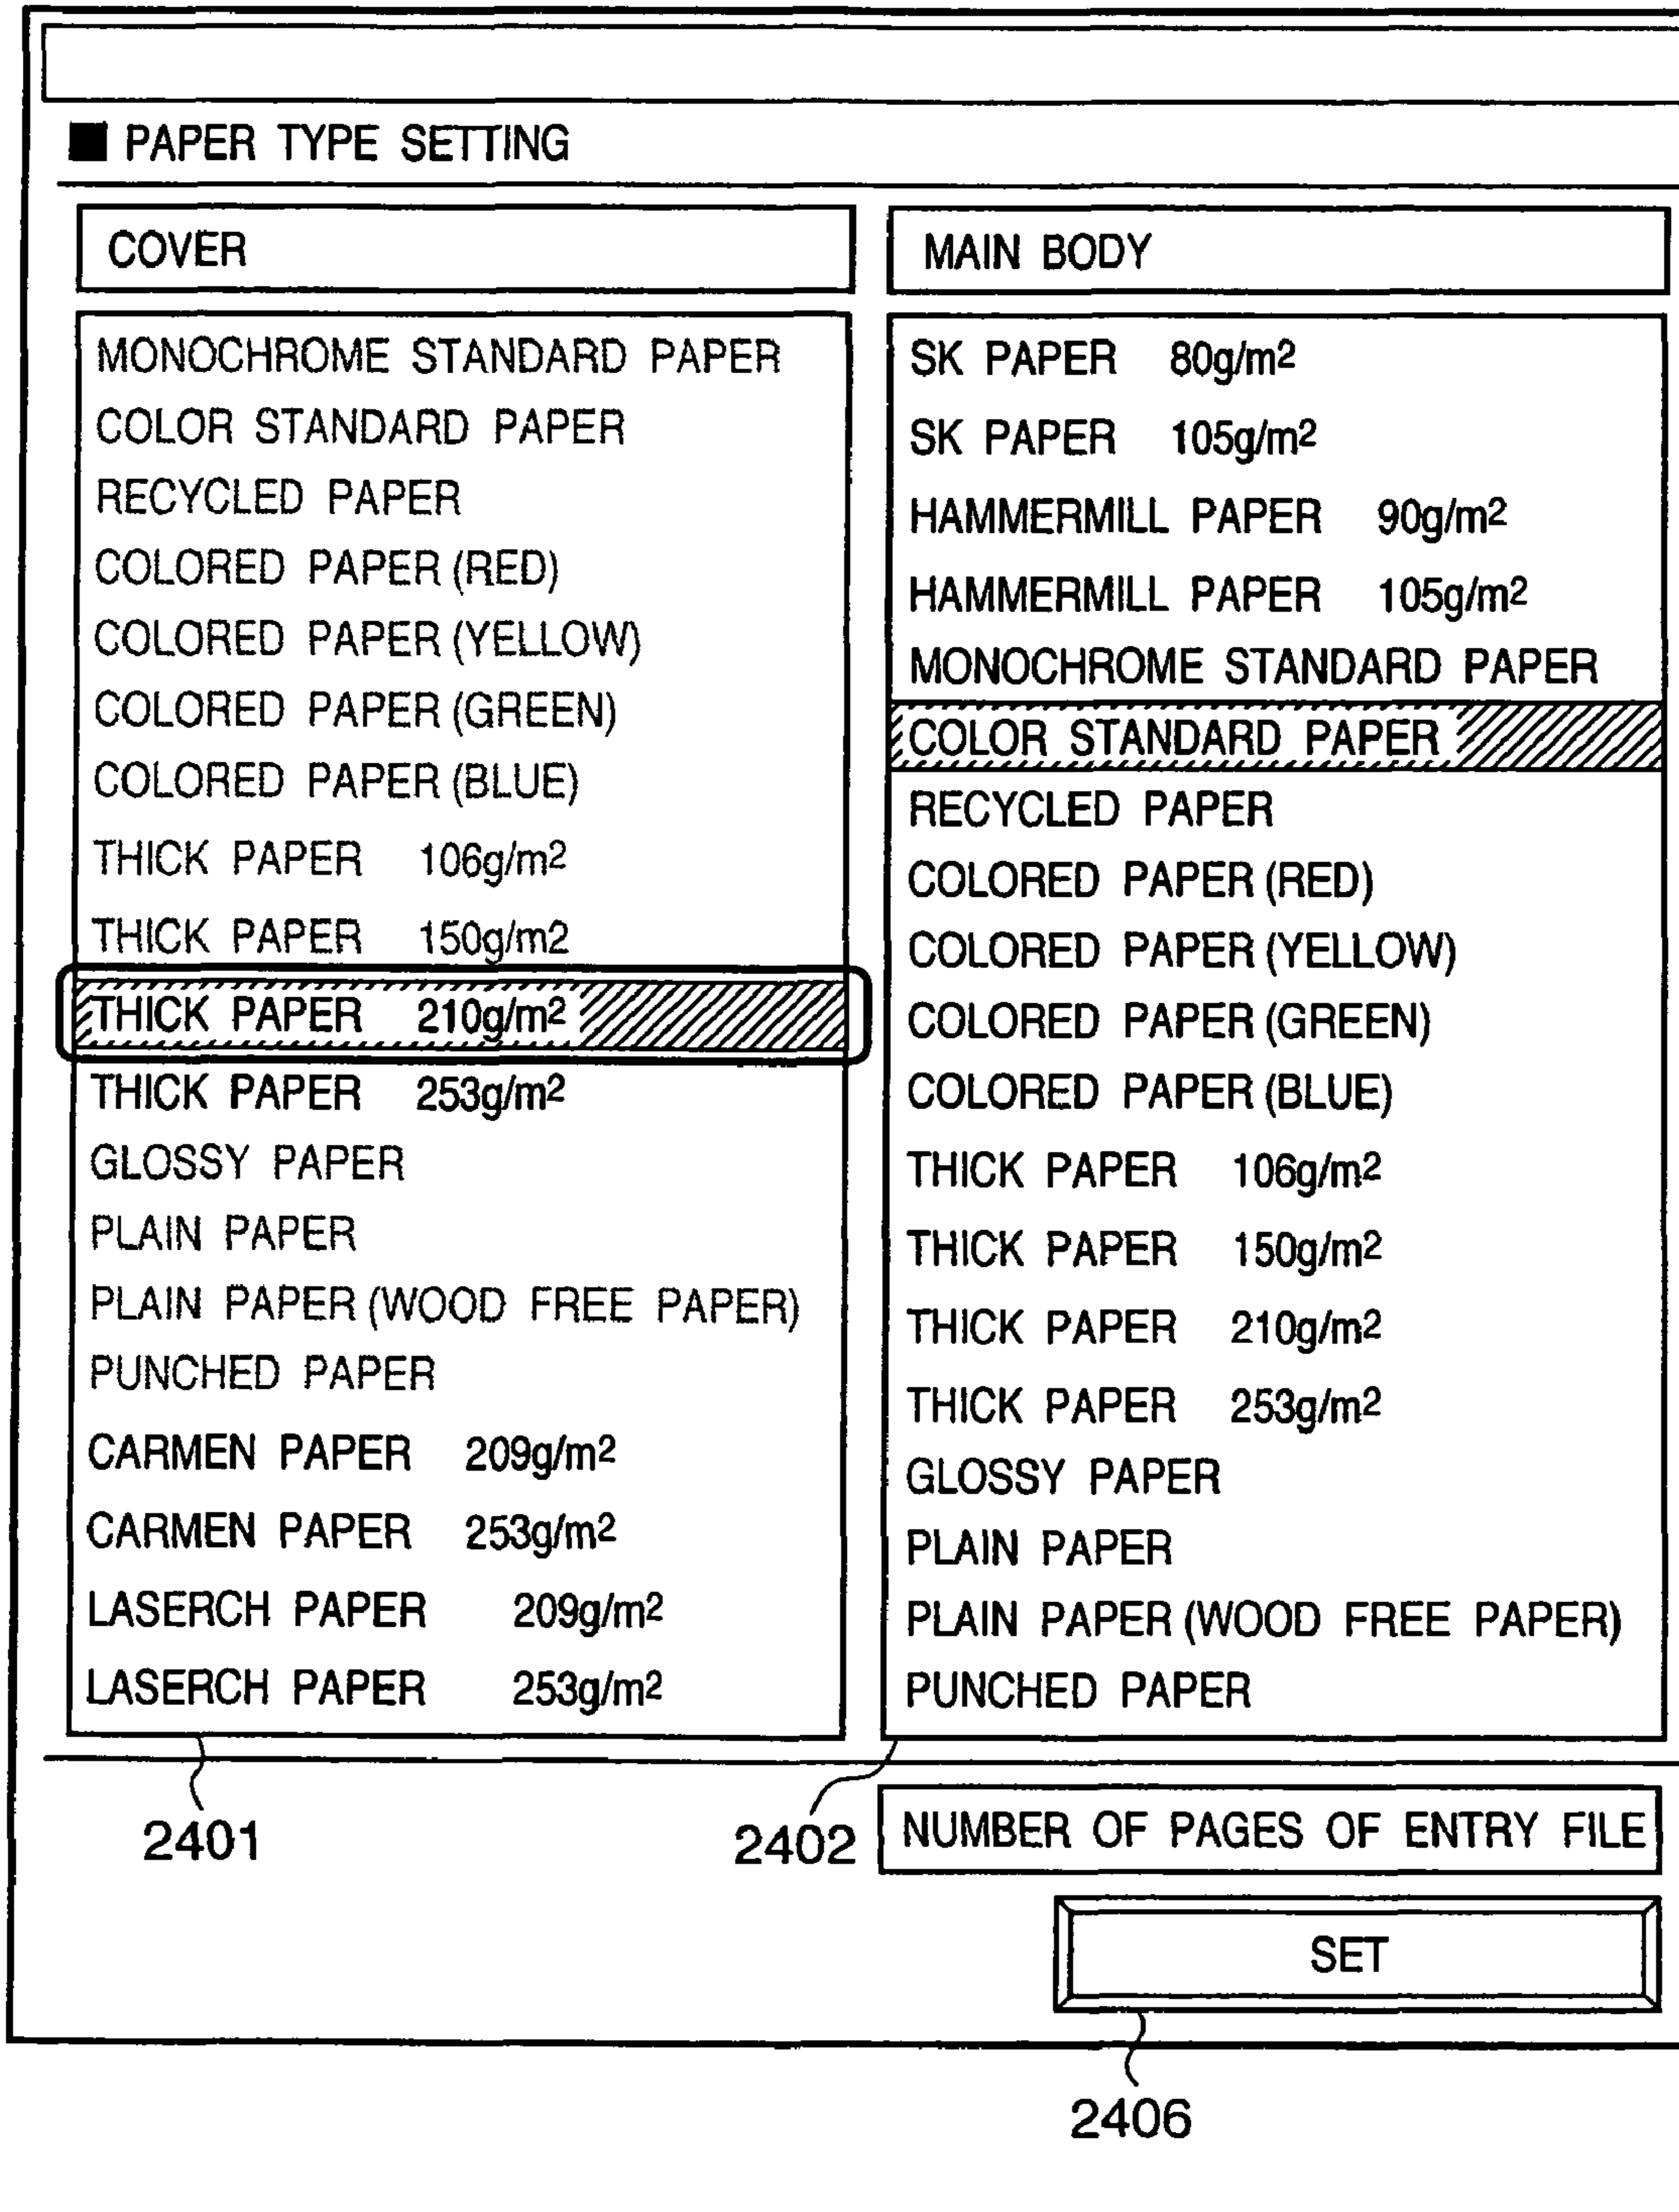 ■ PAPER TYPE SETTING
COVER
MONOCHROME STANDARD PAPER
COLOR STANDARD PAPER
RECYCLED PAPER
COLORED PAPER (RED)
COLORED PAPER (YELLOW)
COLORED PAPER (GREEN)
COLORED PAPER (BLUE)
THICK PAPER 106g/m2
THICK PAPER 150g/m2
THICK PAPER 210g/m2
THICK PAPER 253g/m2
GLOSSY PAPER
PLAIN PAPER
PLAIN PAPER (WOOD FREE PAPER)
PUNCHED PAPER
CARMEN PAPER 209g/m2
CARMEN PAPER 253g/m2
LASERCH PAPER 209g/m2
LASERCH PAPER 253g/m2
2401
MAIN BODY
SK PAPER 80g/m2
SK PAPER 105g/m2
HAMMERMILL PAPER 90g/m2
HAMMERMILL PAPER 105g/m2
MONOCHROME STANDARD PAPER
COLOR STANDARD PAPER
RECYCLED PAPER
COLORED PAPER (RED)
COLORED PAPER (YELLOW)
COLORED PAPER (GREEN)
COLORED PAPER (BLUE)
THICK PAPER 106g/m2
THICK PAPER 150g/m2
THICK PAPER 210g/m2
THICK PAPER 253g/m2
GLOSSY PAPER
PLAIN PAPER
PLAIN PAPER (WOOD FREE PAPER)
PUNCHED PAPER
2402
NUMBER OF PAGES OF ENTRY FILE
SET
2406